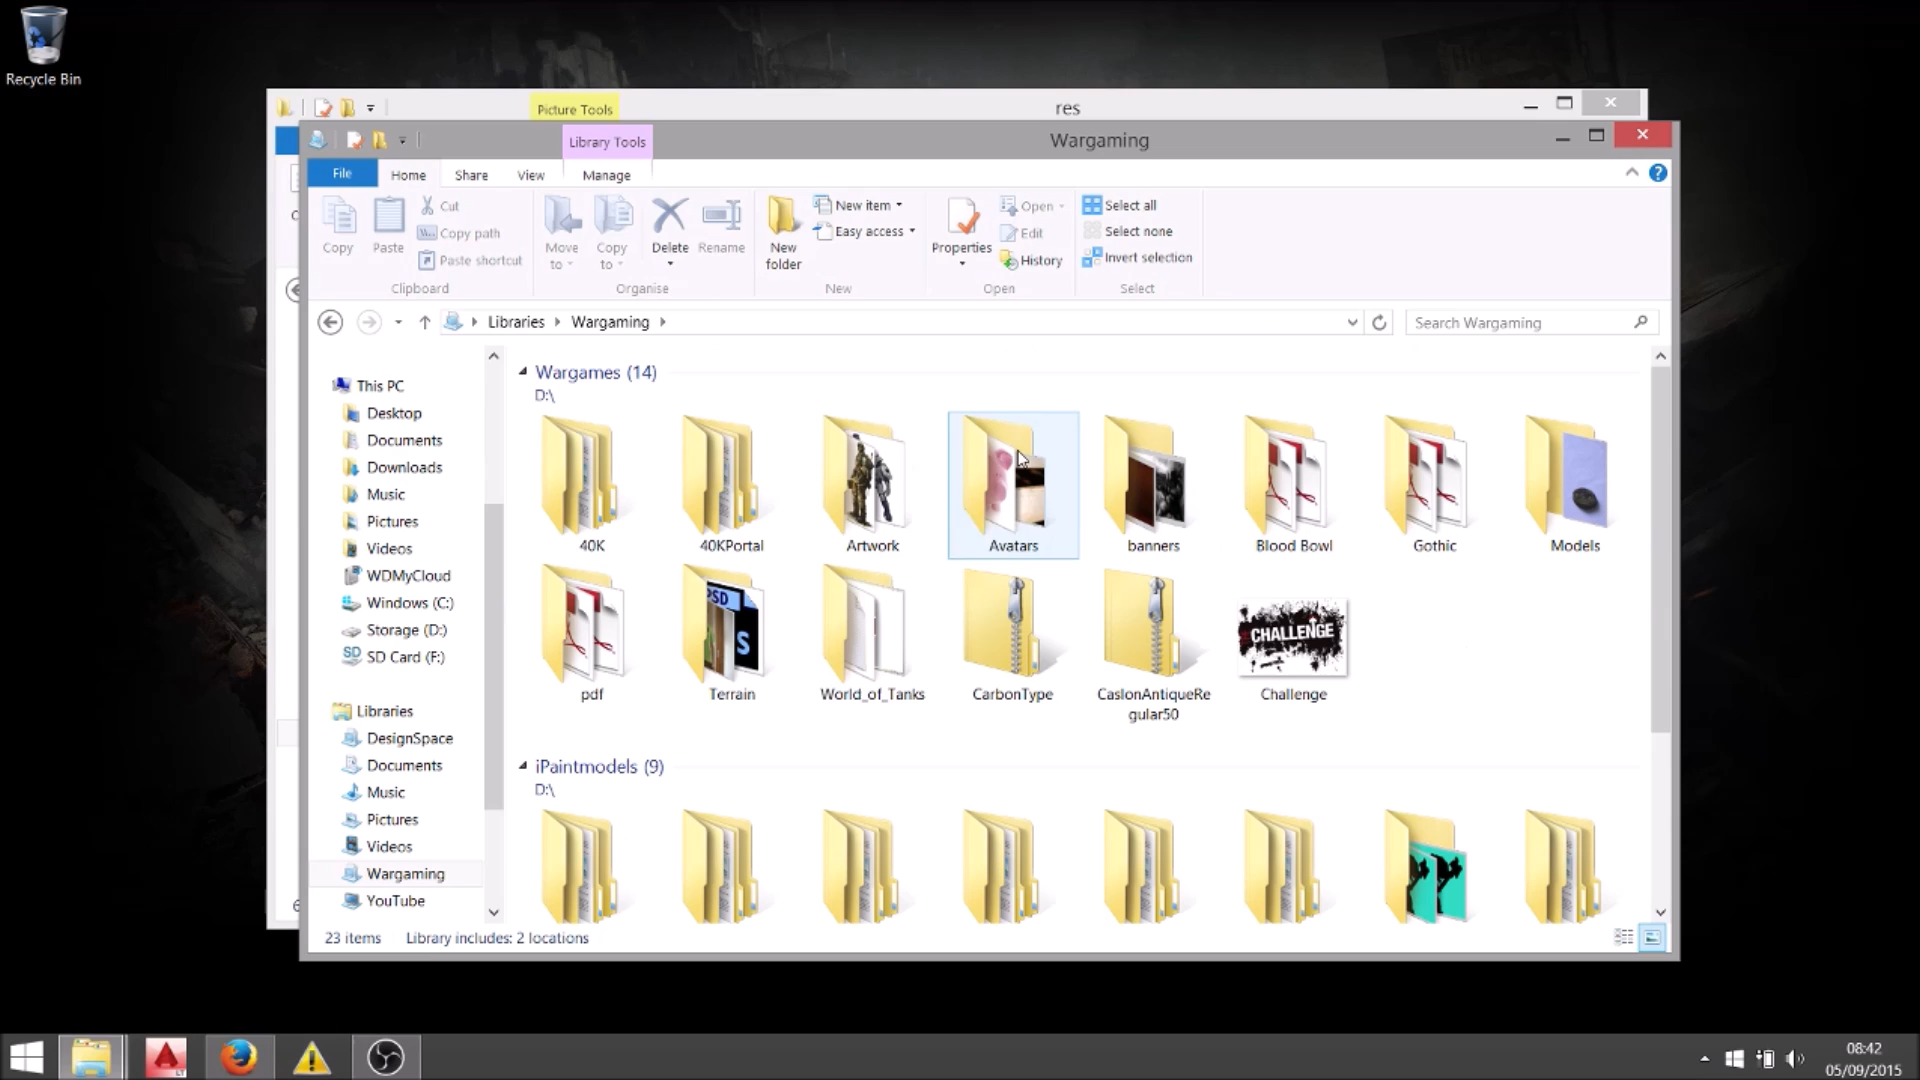 Recycle Bin
Picture Tools
res
Library Tools
Wargaming
File
Home
Share
View
Manage
Copy
Paste
Cut
Copy path
Paste shortcut
Clipboard
Move to
Copy to
Delete
Rename
Organise
New folder
New item
Easy access
New
Properties
Open
Edit
History
Open
Select all
Select none
Invert selection
Select
Libraries
Wargaming
Search Wargaming
This PC
Desktop
Documents
Downloads
Music
Pictures
Videos
WDMyCloud
Windows (C:)
Storage (D:)
SD Card (F:)
Libraries
DesignSpace
Documents
Music
Pictures
Videos
Wargaming
YouTube
Wargames (14)
D:\
40K
40KPortal
Artwork
Avatars
banners
Blood Bowl
Gothic
Models
pdf
PSD
S
Terrain
World_of_Tanks
CarbonType
CaslonAntiqueRe
gular50
CHALLENGE
Challenge
iPaintmodels (9)
D:\
23 items
Library includes: 2 locations
08:42
05/09/2015